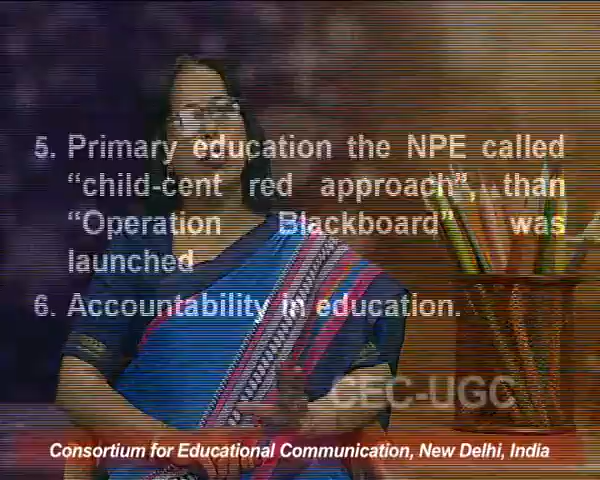 5. Primary education the NPE called
“child-cent red approach”, than
“Operation Blackboard” was
launched
6. Accountability in education.
CEC-UGC
Consortium for Educational Communication, New Delhi, India